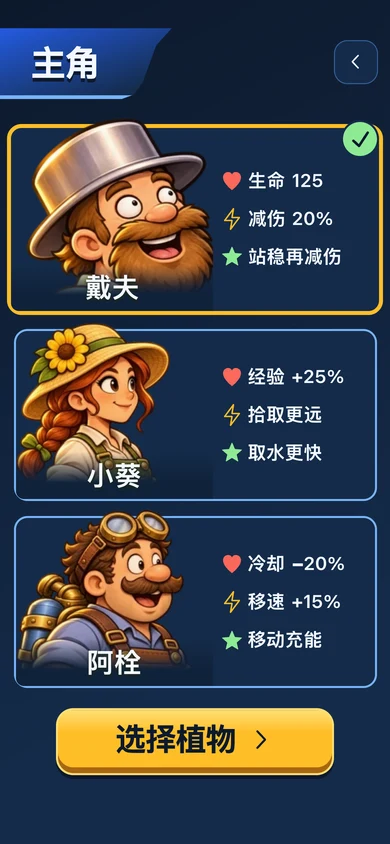 主角
生命 125
减伤 20%
站稳再减伤
戴夫
经验 +25%
拾取更远
取水更快
小葵
冷却 −20%
移速 +15%
移动充能
阿栓
选择植物